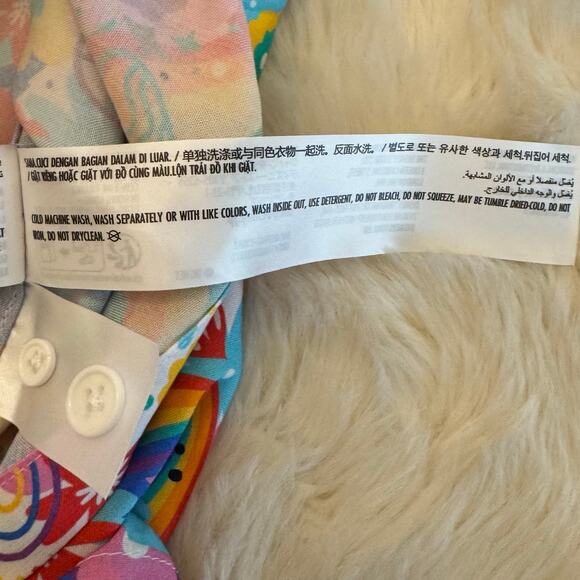 SAMA.CUCI DENGAN BAGIAN DALAM DI LUAR. / 单独洗涤或与同色衣物一起洗。反面水洗。 / 별도로 또는 유사한 색상과 세척.뒤집어 세척.
/ GIẶT RIÊNG HOẶC GIẶT VỚI ĐỒ CÙNG MÀU.LỘN TRÁI ĐỒ KHI GIẶT.
يُغسل منفصلاً أو مع الألوان المشابهة.
يُغسل والوجه الداخلي للخارج.
COLD MACHINE WASH, WASH SEPARATELY OR WITH LIKE COLORS, WASH INSIDE OUT, USE DETERGENT, DO NOT BLEACH, DO NOT SQUEEZE, MAY BE TUMBLE DRIED-COLD, DO NOT
IRON, DO NOT DRYCLEAN.